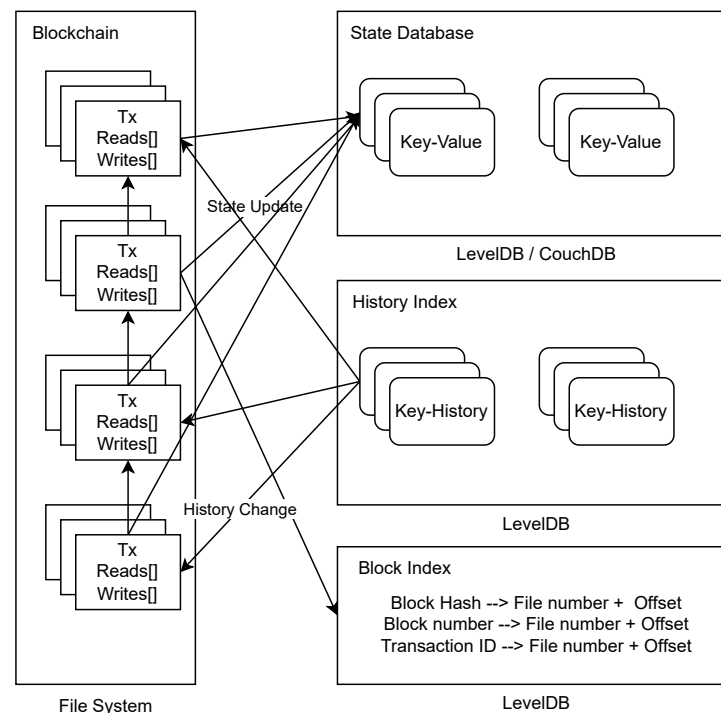 Blockchain
Tx
Reads[]
Writes[]
Tx
Reads[]
Writes[]
Tx
Reads[]
Writes[]
Tx
Reads[]
Writes[]
File System
State Update
History Change
State Database
Key-Value
Key-Value
LevelDB / CouchDB
History Index
Key-History
Key-History
LevelDB
Block Index
Block Hash --> File number + Offset
Block number --> File number + Offset
Transaction ID --> File number + Offset
LevelDB